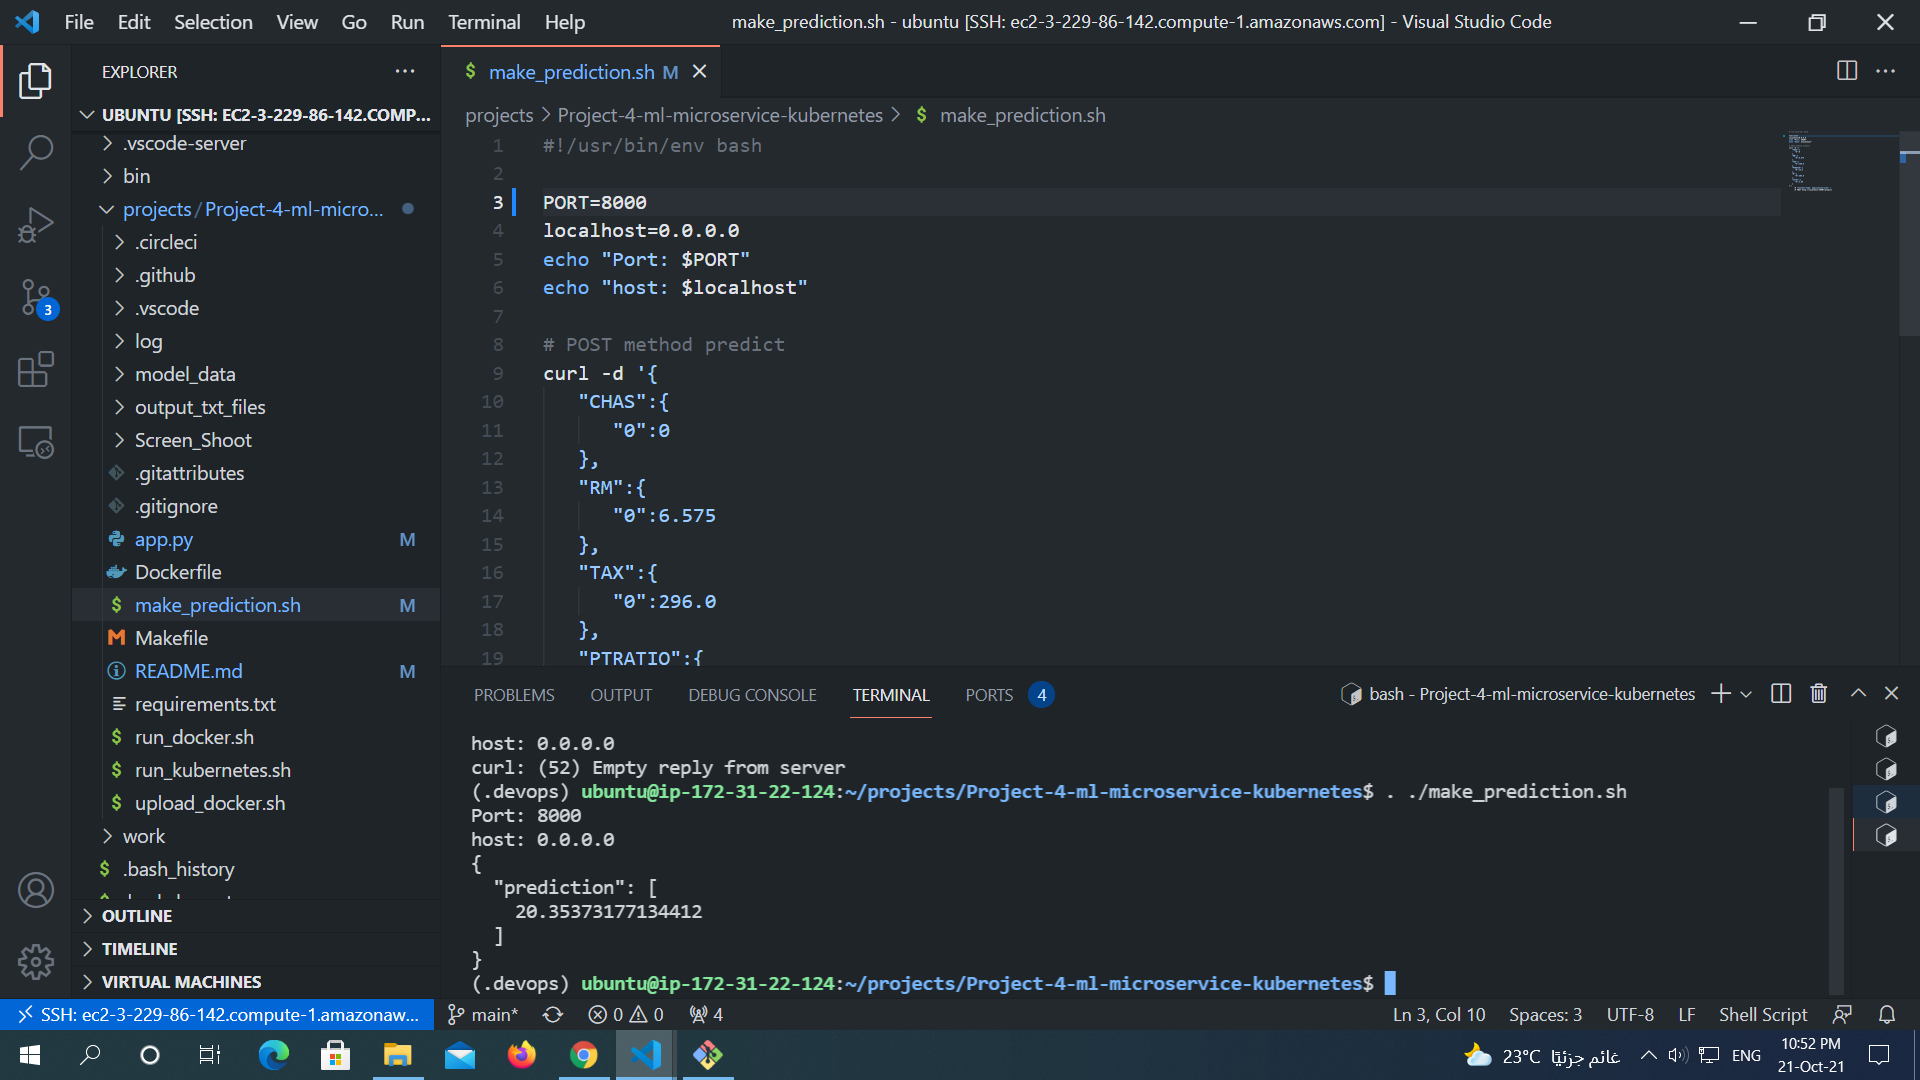 File Edit Selection View Go Run Terminal Help
make_prediction.sh - ubuntu [SSH: ec2-3-229-86-142.compute-1.amazonaws.com] - Visual Studio Code
EXPLORER
UBUNTU [SSH: EC2-3-229-86-142.COMP...
.vscode-server
bin
projects/Project-4-ml-micro...
.circleci
.github
.vscode
log
model_data
output_txt_files
Screen_Shoot
.gitattributes
.gitignore
app.py M
Dockerfile
make_prediction.sh M
Makefile
README.md M
requirements.txt
run_docker.sh
run_kubernetes.sh
upload_docker.sh
work
.bash_history
OUTLINE
TIMELINE
VIRTUAL MACHINES
3
make_prediction.sh M
projects > Project-4-ml-microservice-kubernetes > $ make_prediction.sh
1 #!/usr/bin/env bash
2
3 PORT=8000
4 localhost=0.0.0.0
5 echo "Port: $PORT"
6 echo "host: $localhost"
7
8 # POST method predict
9 curl -d '{
10 "CHAS":{
11 "0":0
12 },
13 "RM":{
14 "0":6.575
15 },
16 "TAX":{
17 "0":296.0
18 },
19 "PTRATIO":{
PROBLEMS OUTPUT DEBUG CONSOLE TERMINAL PORTS 4
bash - Project-4-ml-microservice-kubernetes
host: 0.0.0.0
curl: (52) Empty reply from server
(.devops) ubuntu@ip-172-31-22-124:~/projects/Project-4-ml-microservice-kubernetes$ . ./make_prediction.sh
Port: 8000
host: 0.0.0.0
{
"prediction": [
20.35373177134412
]
}
(.devops) ubuntu@ip-172-31-22-124:~/projects/Project-4-ml-microservice-kubernetes$
SSH: ec2-3-229-86-142.compute-1.amazonaw... main* 0 0 4
Ln 3, Col 10 Spaces: 3 UTF-8 LF Shell Script
23°C غائم جزئيًا ENG
10:52 PM
21-Oct-21